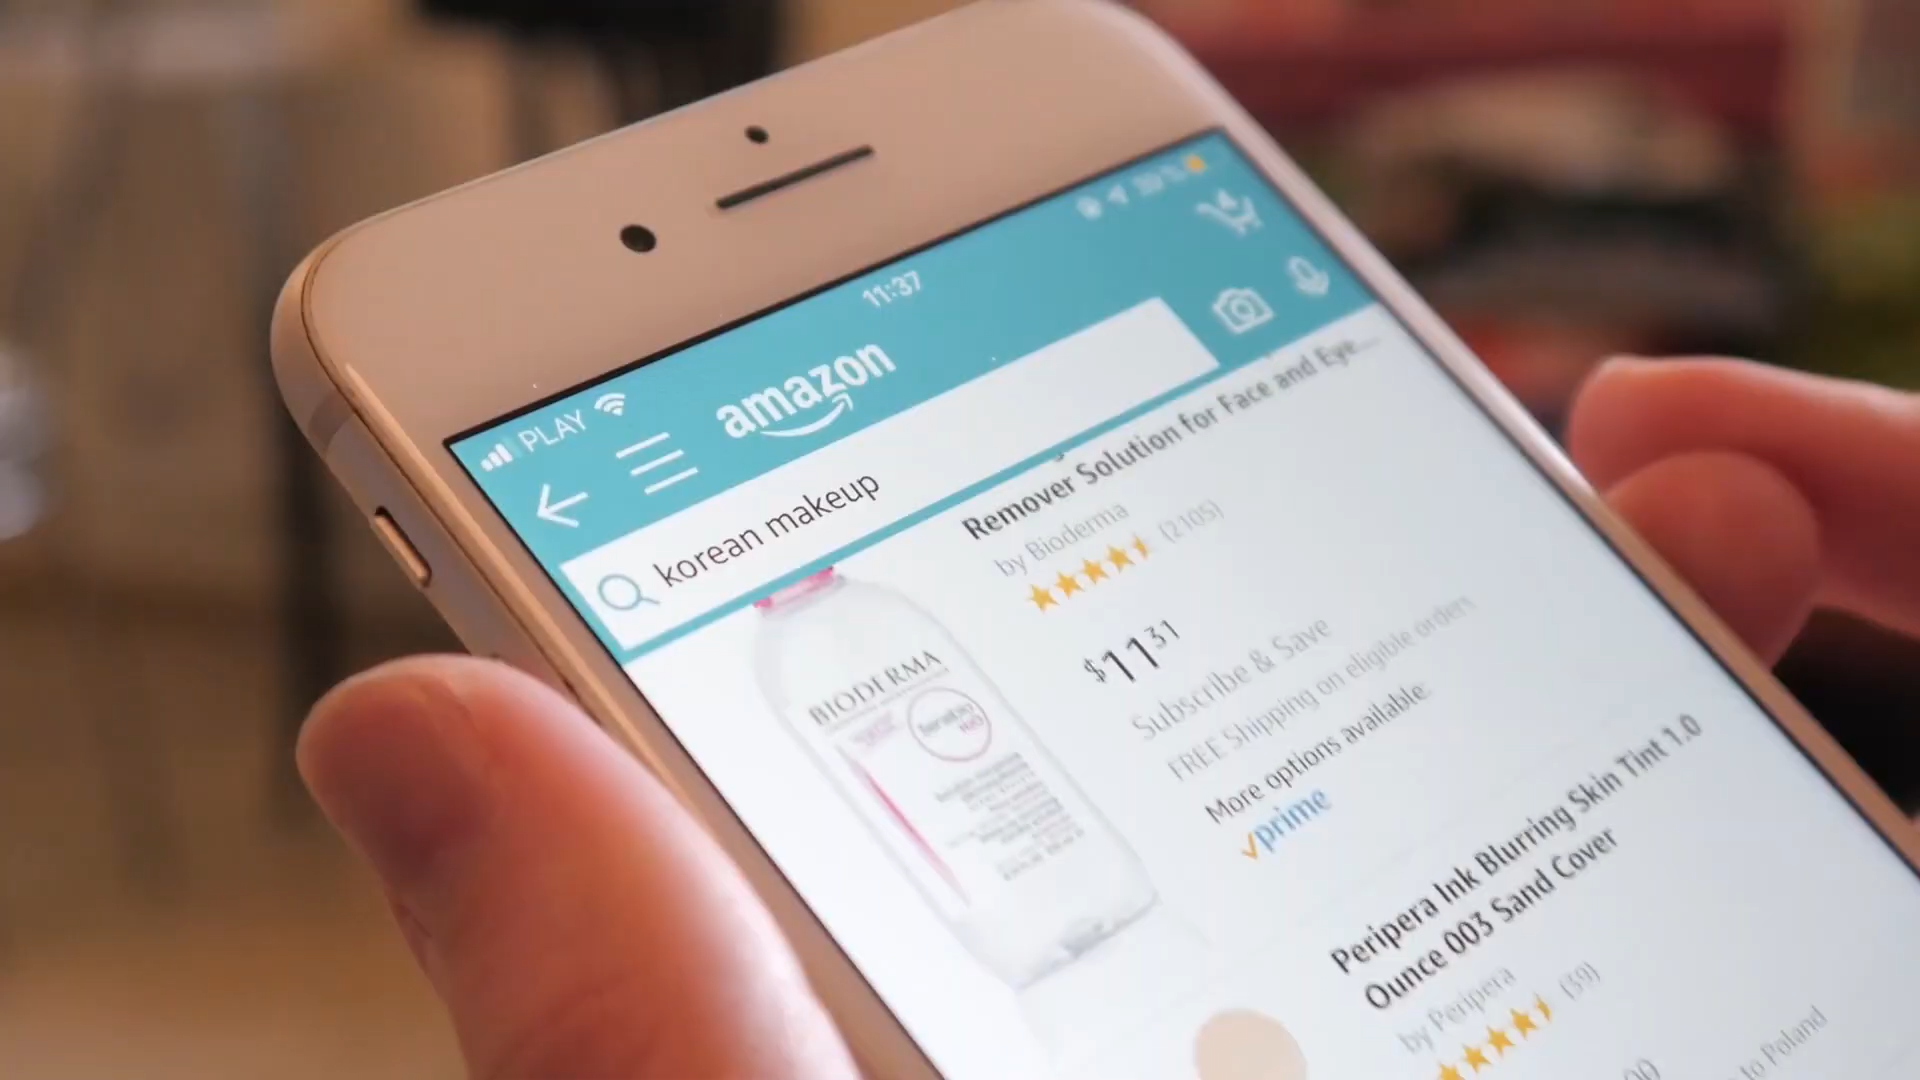 PLAY
11:37
amazon
korean makeup
Remover Solution for Face and Eye...
by Bioderma
(2105)
$11 31
Subscribe & Save
FREE Shipping on eligible orders
More options available:
prime
BIODERMA
Peripera Ink Blurring Skin Tint 1.0
Ounce 003 Sand Cover
by Peripera
(39)
to Poland